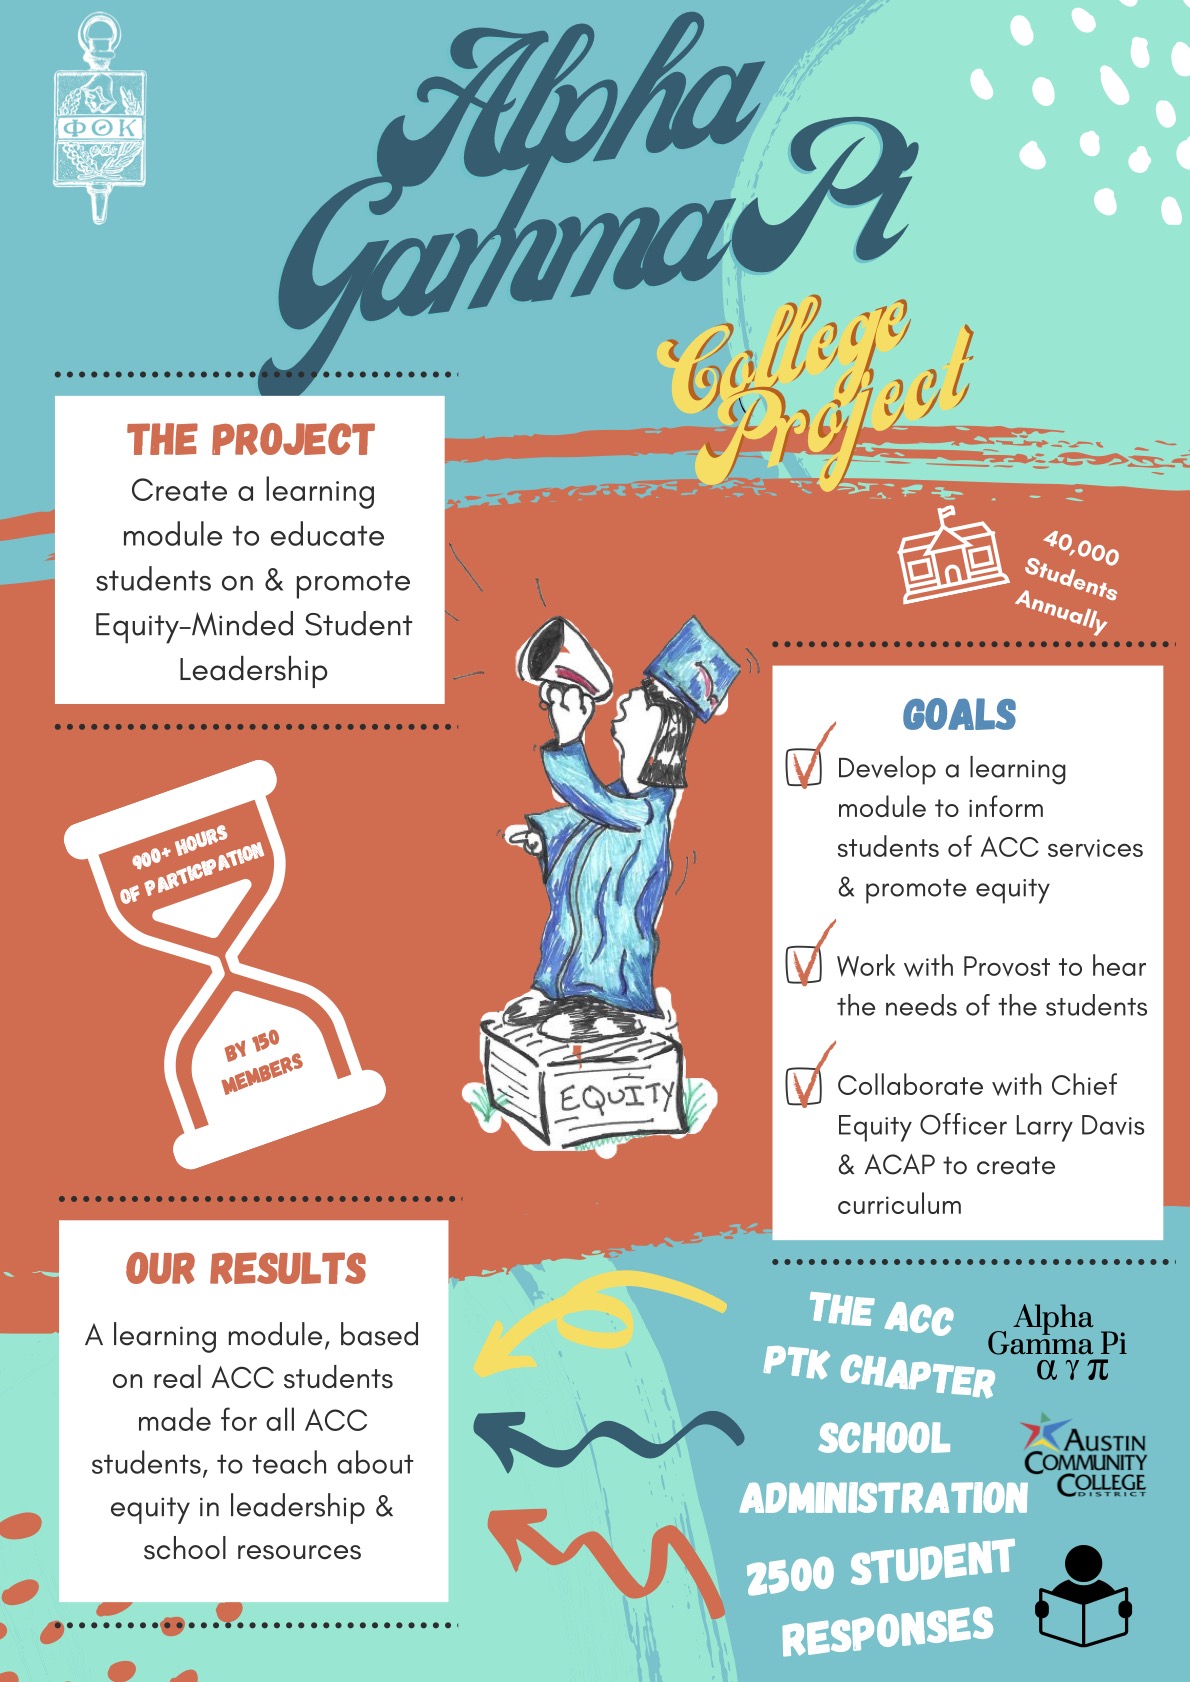 ΦΘΚ
Alpha
Gamma Pi
College
Project
THE PROJECT
Create a learning
module to educate
students on & promote
Equity-Minded Student
Leadership
40,000
Students
Annually
GOALS
Develop a learning
module to inform
students of ACC services
& promote equity
Work with Provost to hear
the needs of the students
Collaborate with Chief
Equity Officer Larry Davis
& ACAP to create
curriculum
900+ HOURS
OF PARTICIPATION
BY 150
MEMBERS
EQUITY
OUR RESULTS
A learning module, based
on real ACC students
made for all ACC
students, to teach about
equity in leadership &
school resources
THE ACC
PTK CHAPTER
Alpha
Gamma Pi
α γ π
SCHOOL
ADMINISTRATION
AUSTIN
COMMUNITY
COLLEGE
DISTRICT
2500 STUDENT
RESPONSES